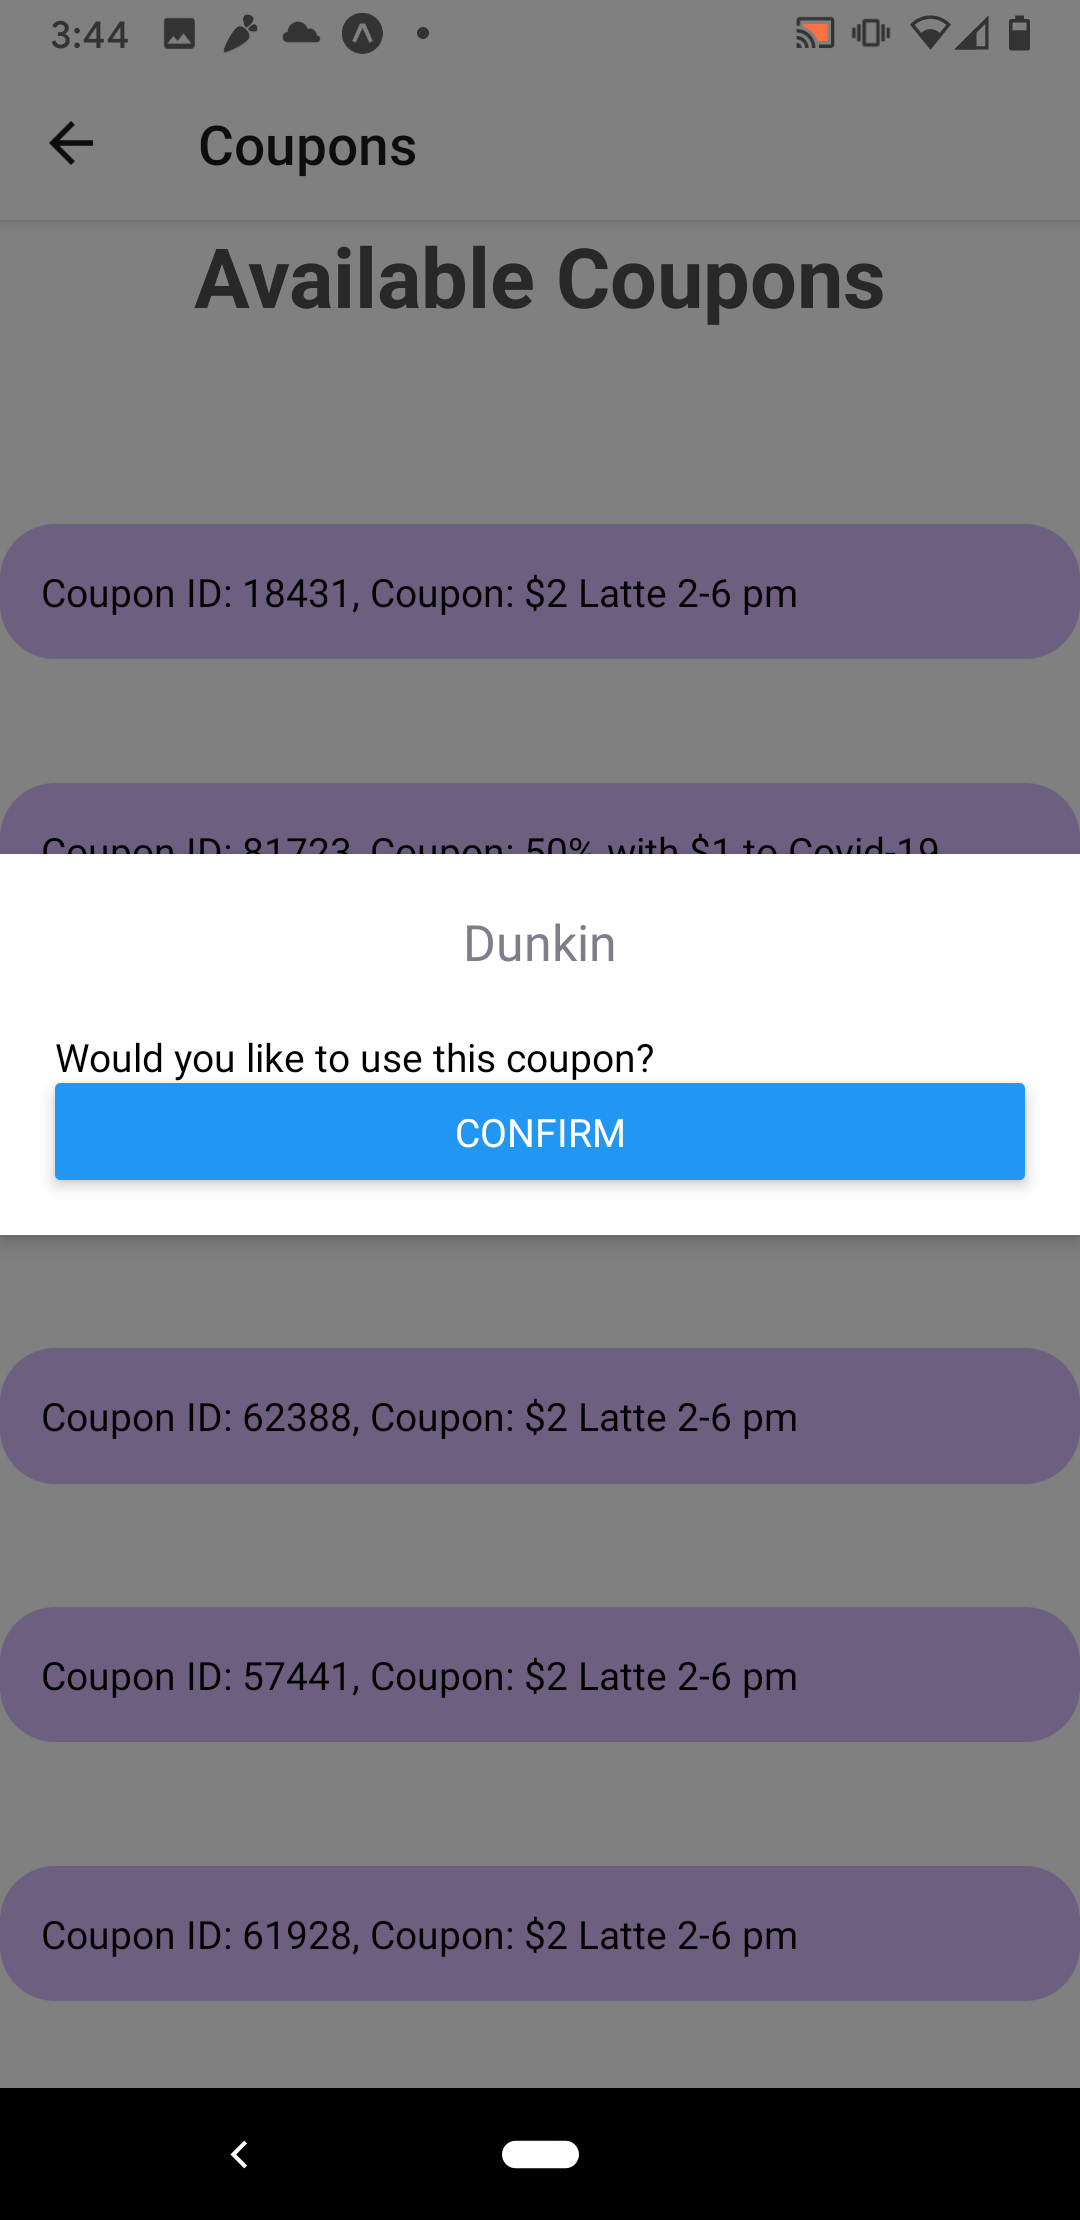 3:44
Coupons
Available Coupons
Coupon ID: 18431, Coupon: $2 Latte 2-6 pm
Coupon ID: 81723, Coupon: 50% with $1 to Covid-19
Dunkin
Would you like to use this coupon?
CONFIRM
Coupon ID: 62388, Coupon: $2 Latte 2-6 pm
Coupon ID: 57441, Coupon: $2 Latte 2-6 pm
Coupon ID: 61928, Coupon: $2 Latte 2-6 pm